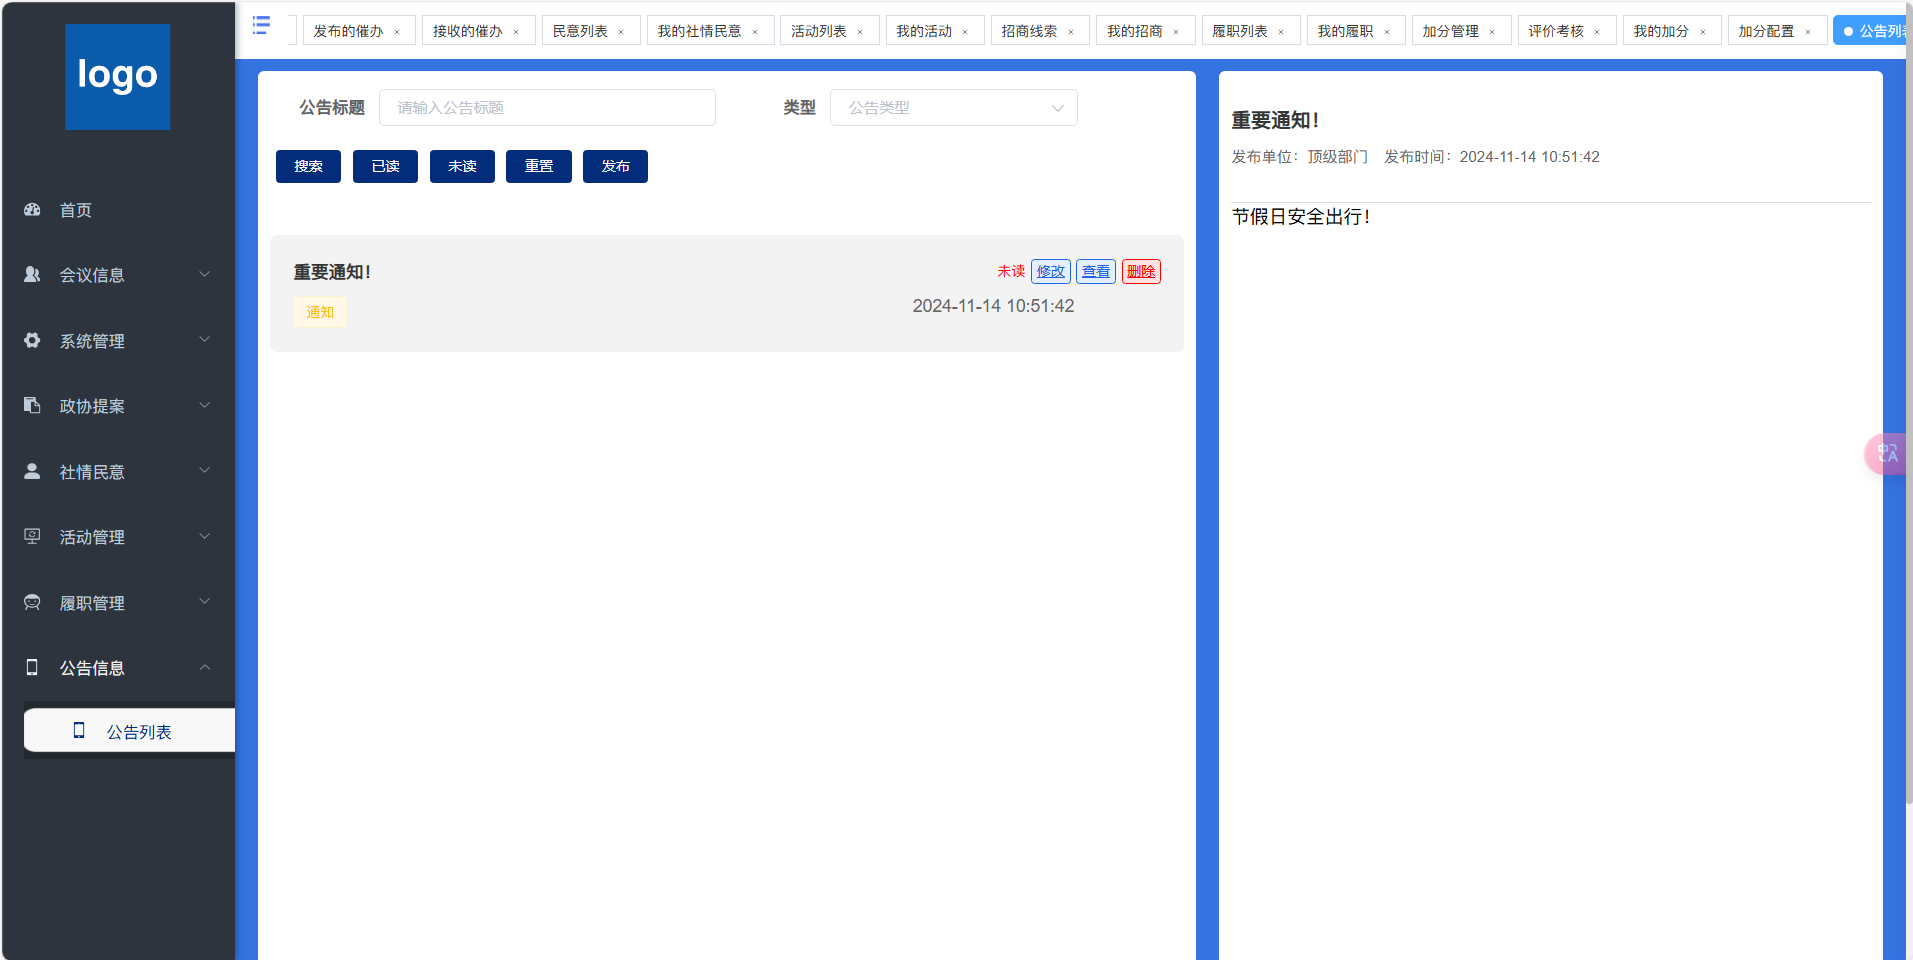 logo
首页
会议信息
系统管理
政协提案
社情民意
活动管理
履职管理
公告信息
公告列表
发布的催办 × 接收的催办 × 民意列表 × 我的社情民意 × 活动列表 × 我的活动 × 招商线索 × 我的招商 × 履职列表 × 我的履职 × 加分管理 × 评价考核 × 我的加分 × 加分配置 × 公告列表
公告标题 请输入公告标题 类型 公告类型
搜索 已读 未读 重置 发布
重要通知！ 未读 修改 查看 删除
通知 2024-11-14 10:51:42
重要通知！
发布单位：顶级部门 发布时间：2024-11-14 10:51:42
节假日安全出行！